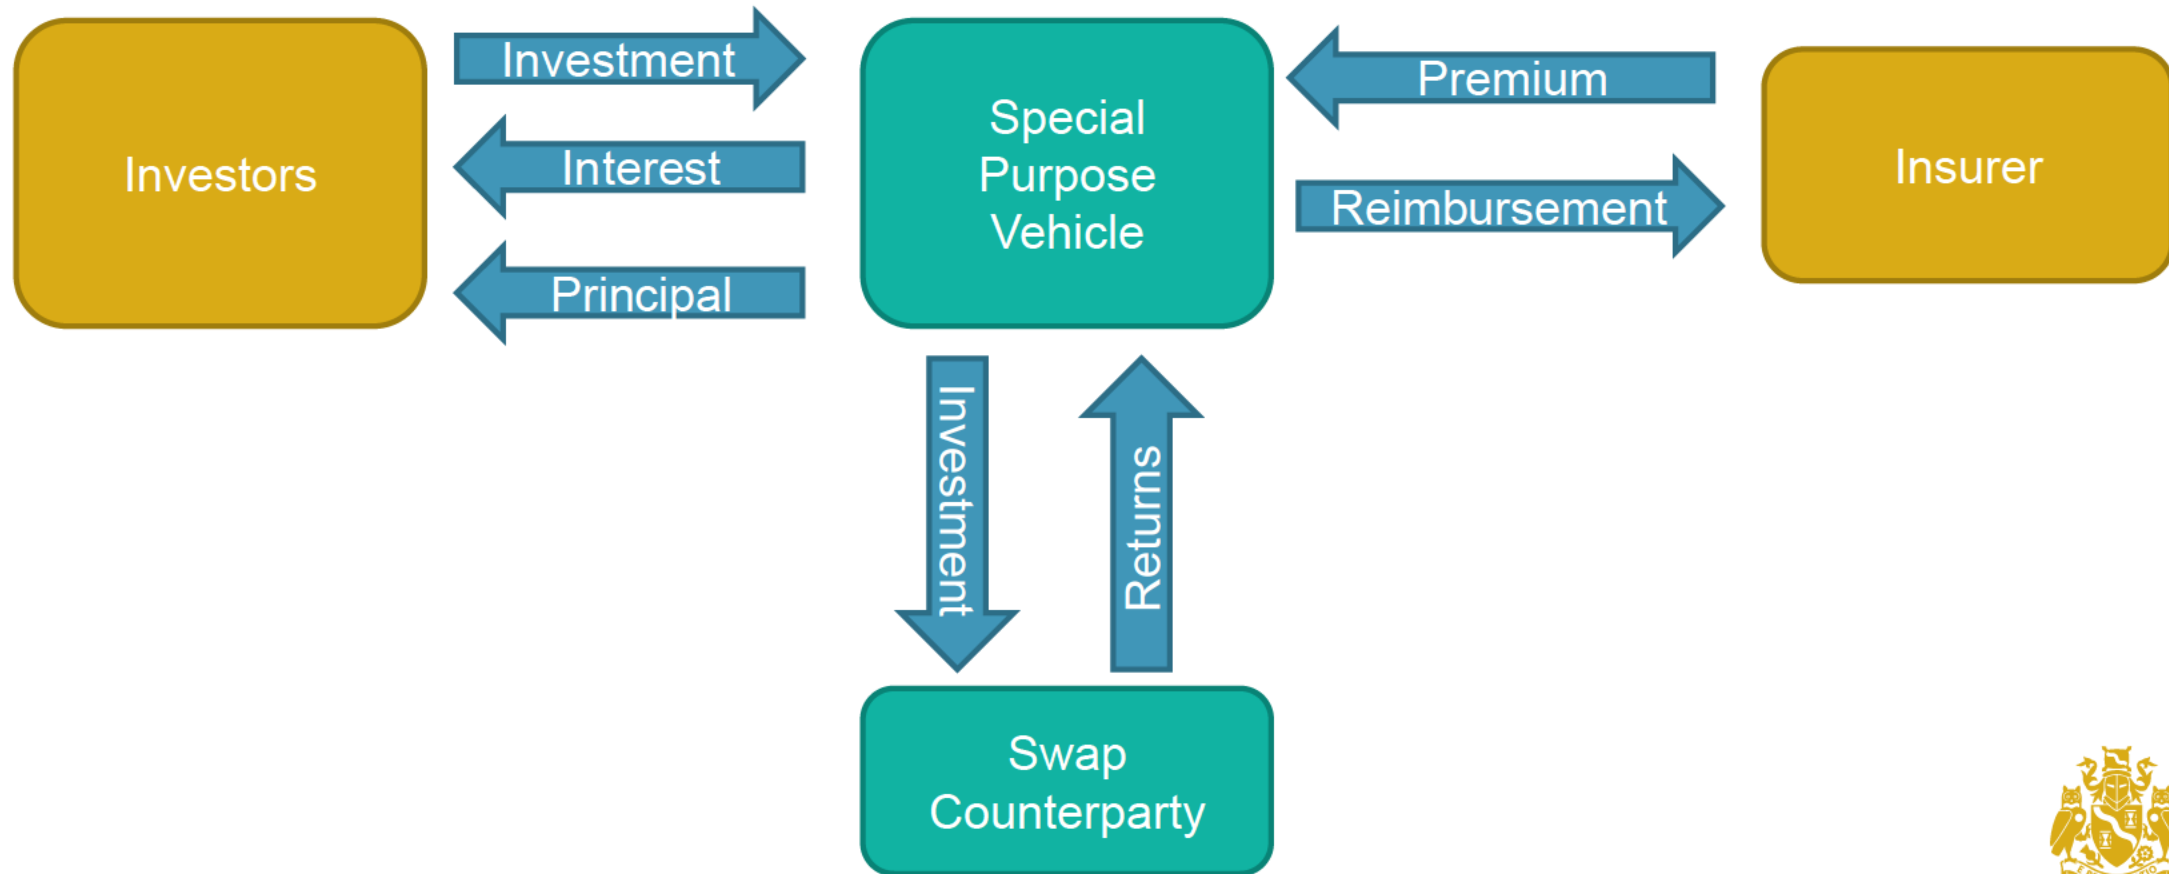 Investors
Investment
Interest
Principal
Special
Purpose
Vehicle
Premium
Reimbursement
Insurer
Investment
Returns
Swap
Counterparty